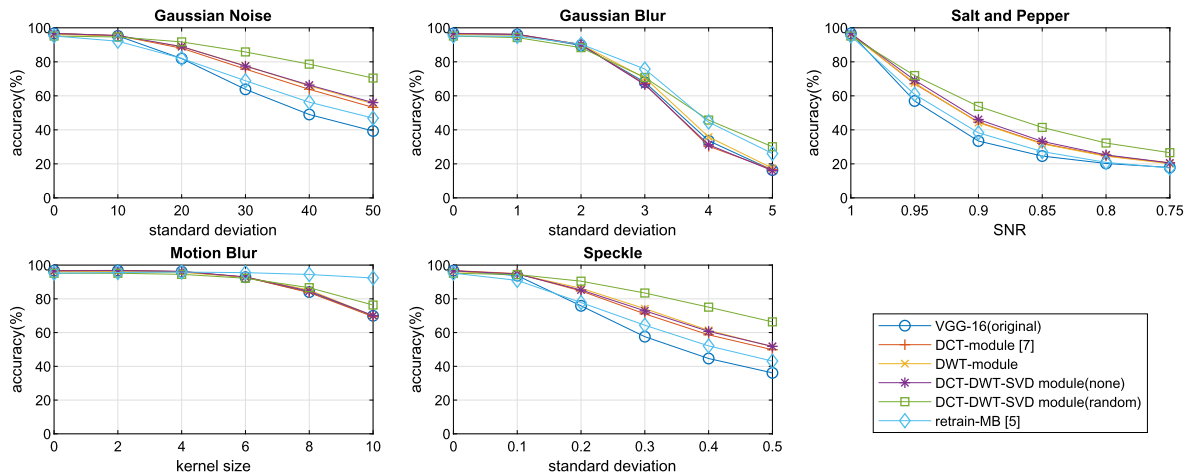 Gaussian Noise
100
80
60
40
20
0
0 10 20 30 40 50
accuracy(%)
standard deviation
Gaussian Blur
100
80
60
40
20
0
0 1 2 3 4 5
accuracy(%)
standard deviation
Salt and Pepper
100
80
60
40
20
0
1 0.95 0.9 0.85 0.8 0.75
accuracy(%)
SNR
Motion Blur
100
80
60
40
20
0
0 2 4 6 8 10
accuracy(%)
kernel size
Speckle
100
80
60
40
20
0
0 0.1 0.2 0.3 0.4 0.5
accuracy(%)
standard deviation
VGG-16(original)
DCT-module [7]
DWT-module
DCT-DWT-SVD module(none)
DCT-DWT-SVD module(random)
retrain-MB [5]